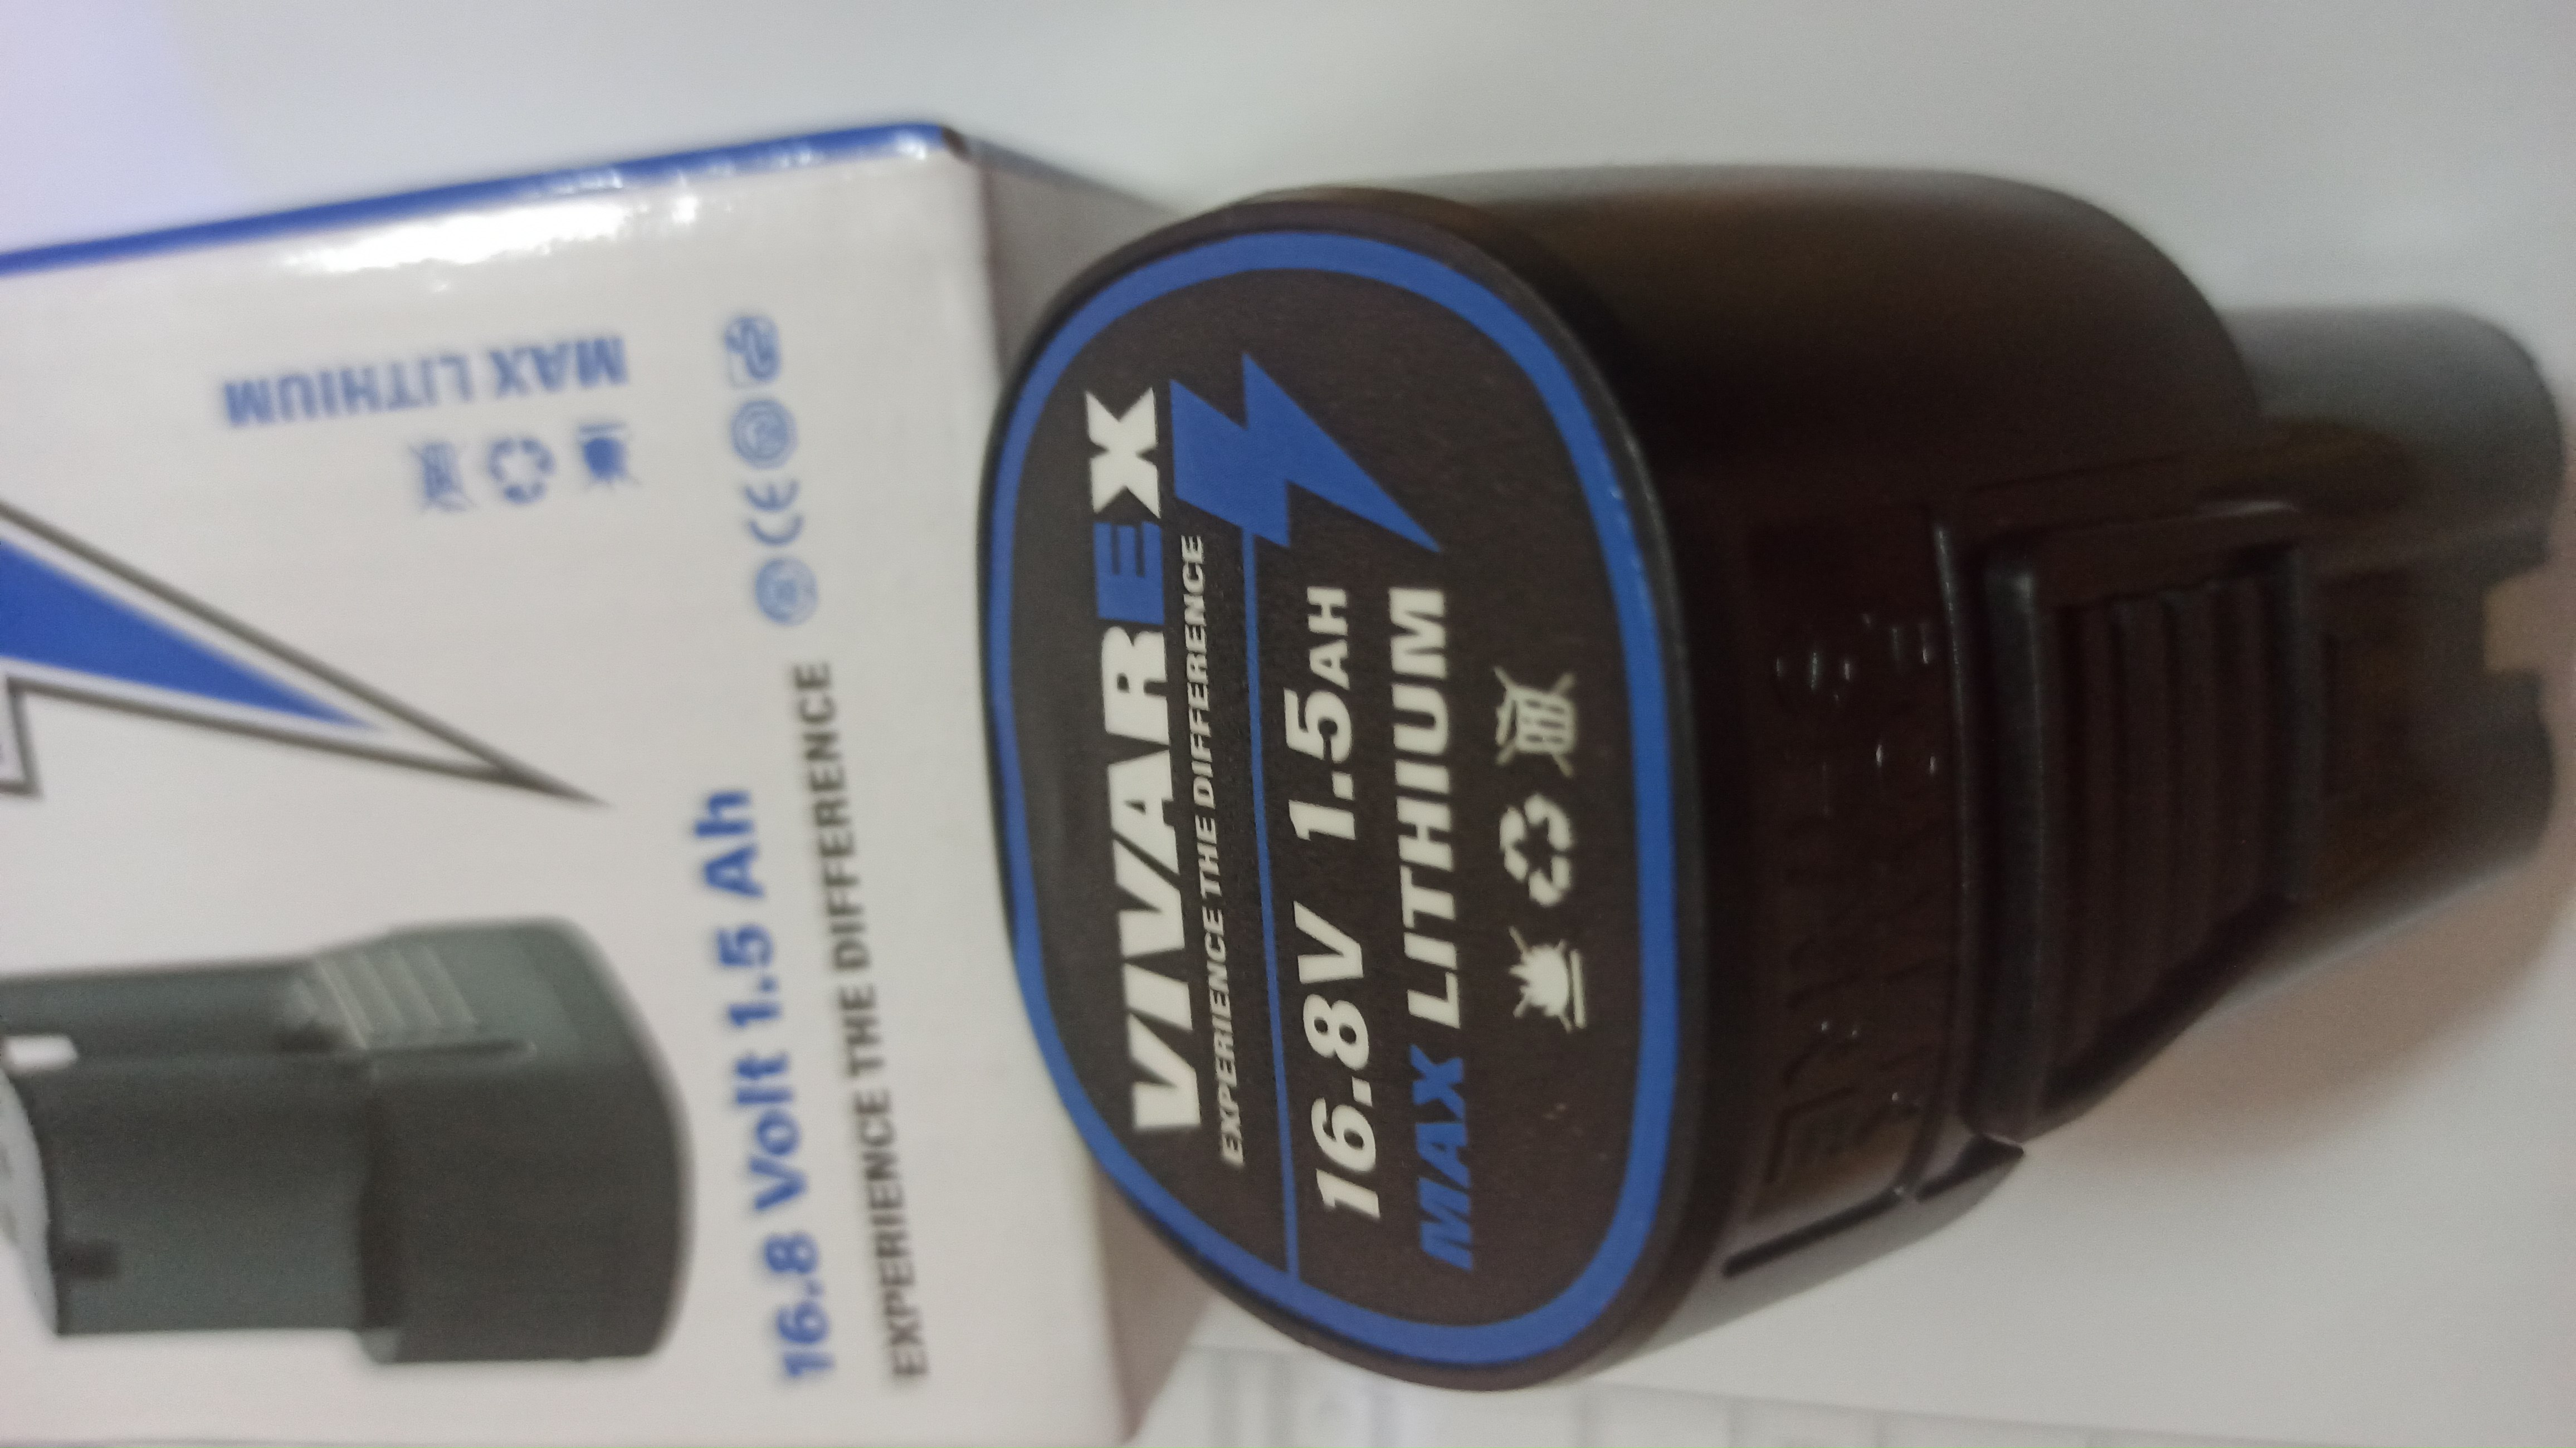 MAX LITHIUM
CE
16.8 Volt 1.5 Ah
EXPERIENCE THE DIFFERENCE
VIVAREX
EXPERIENCE THE DIFFERENCE
16.8V 1.5AH
MAX LITHIUM